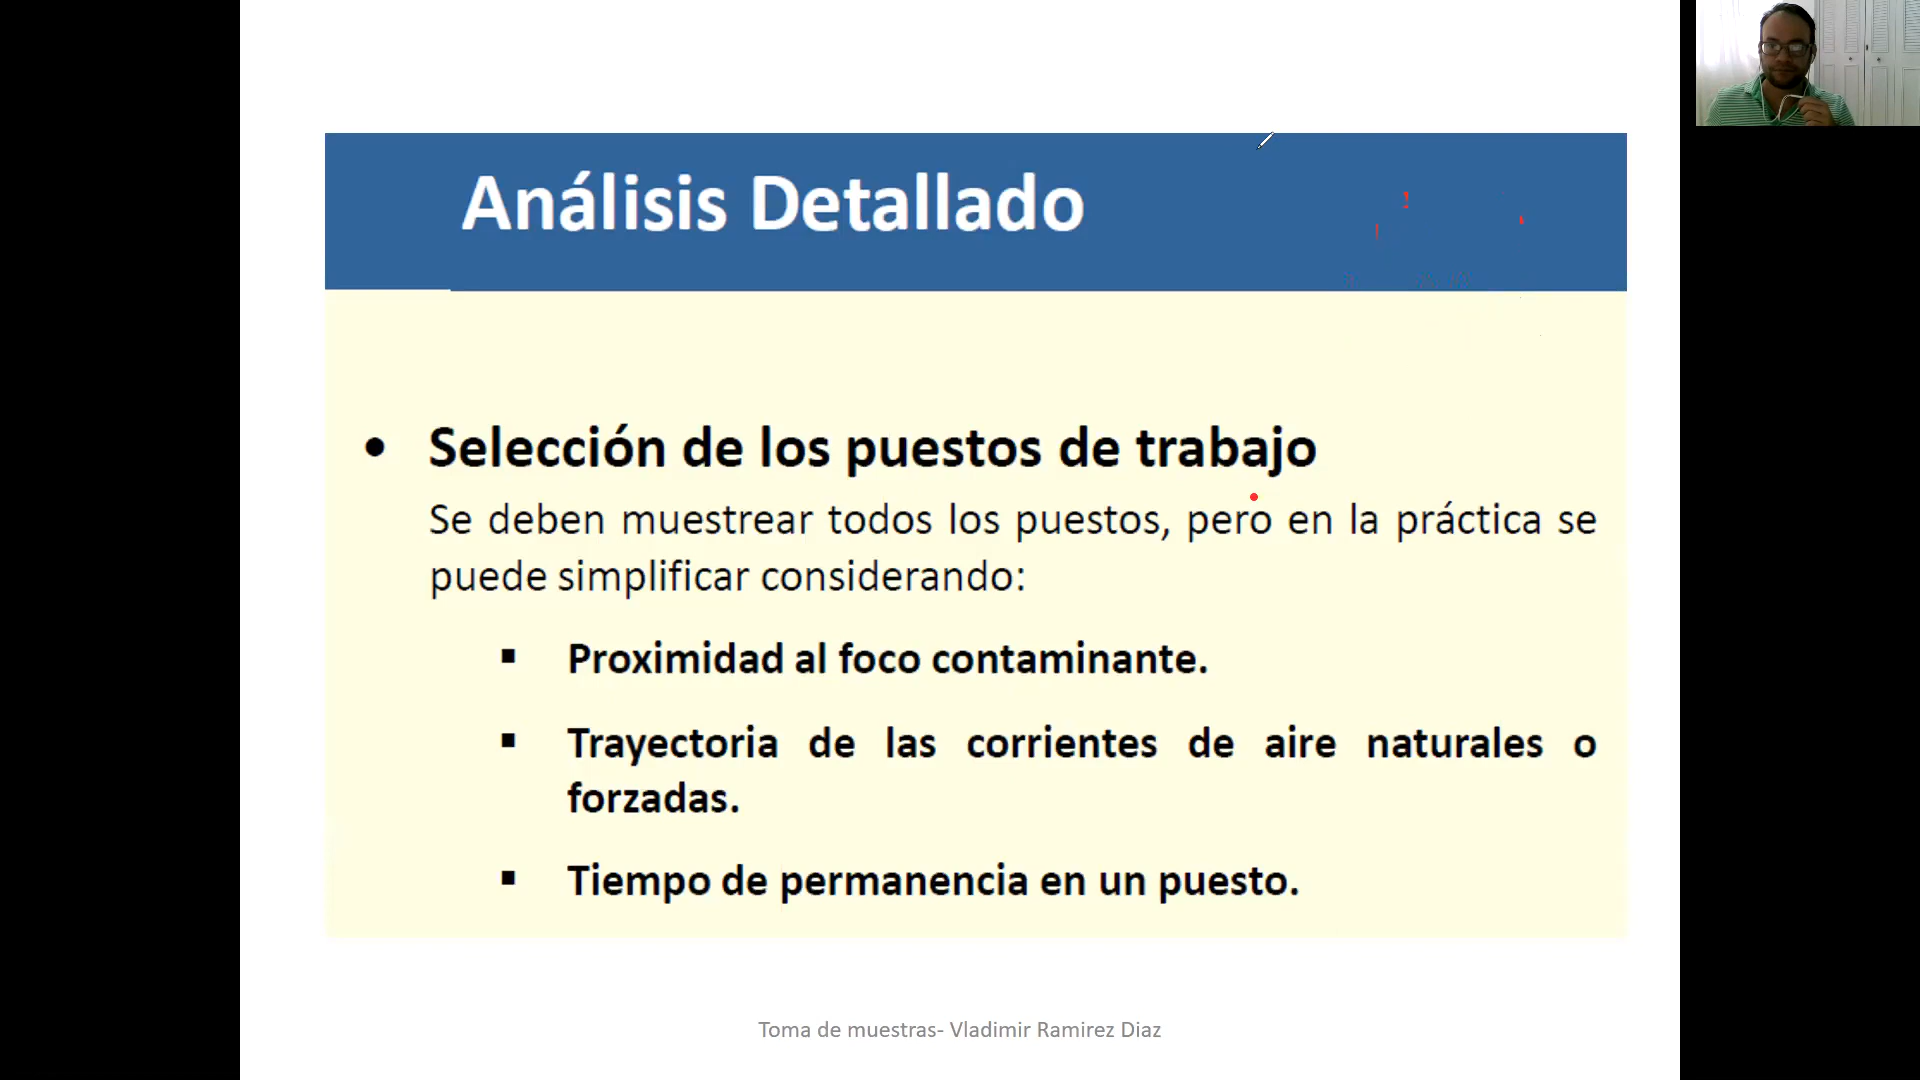 Análisis Detallado
• Selección de los puestos de trabajo
Se deben muestrear todos los puestos, pero en la práctica se
puede simplificar considerando:
▪ Proximidad al foco contaminante.
▪ Trayectoria de las corrientes de aire naturales o
forzadas.
▪ Tiempo de permanencia en un puesto.
Toma de muestras- Vladimir Ramirez Diaz